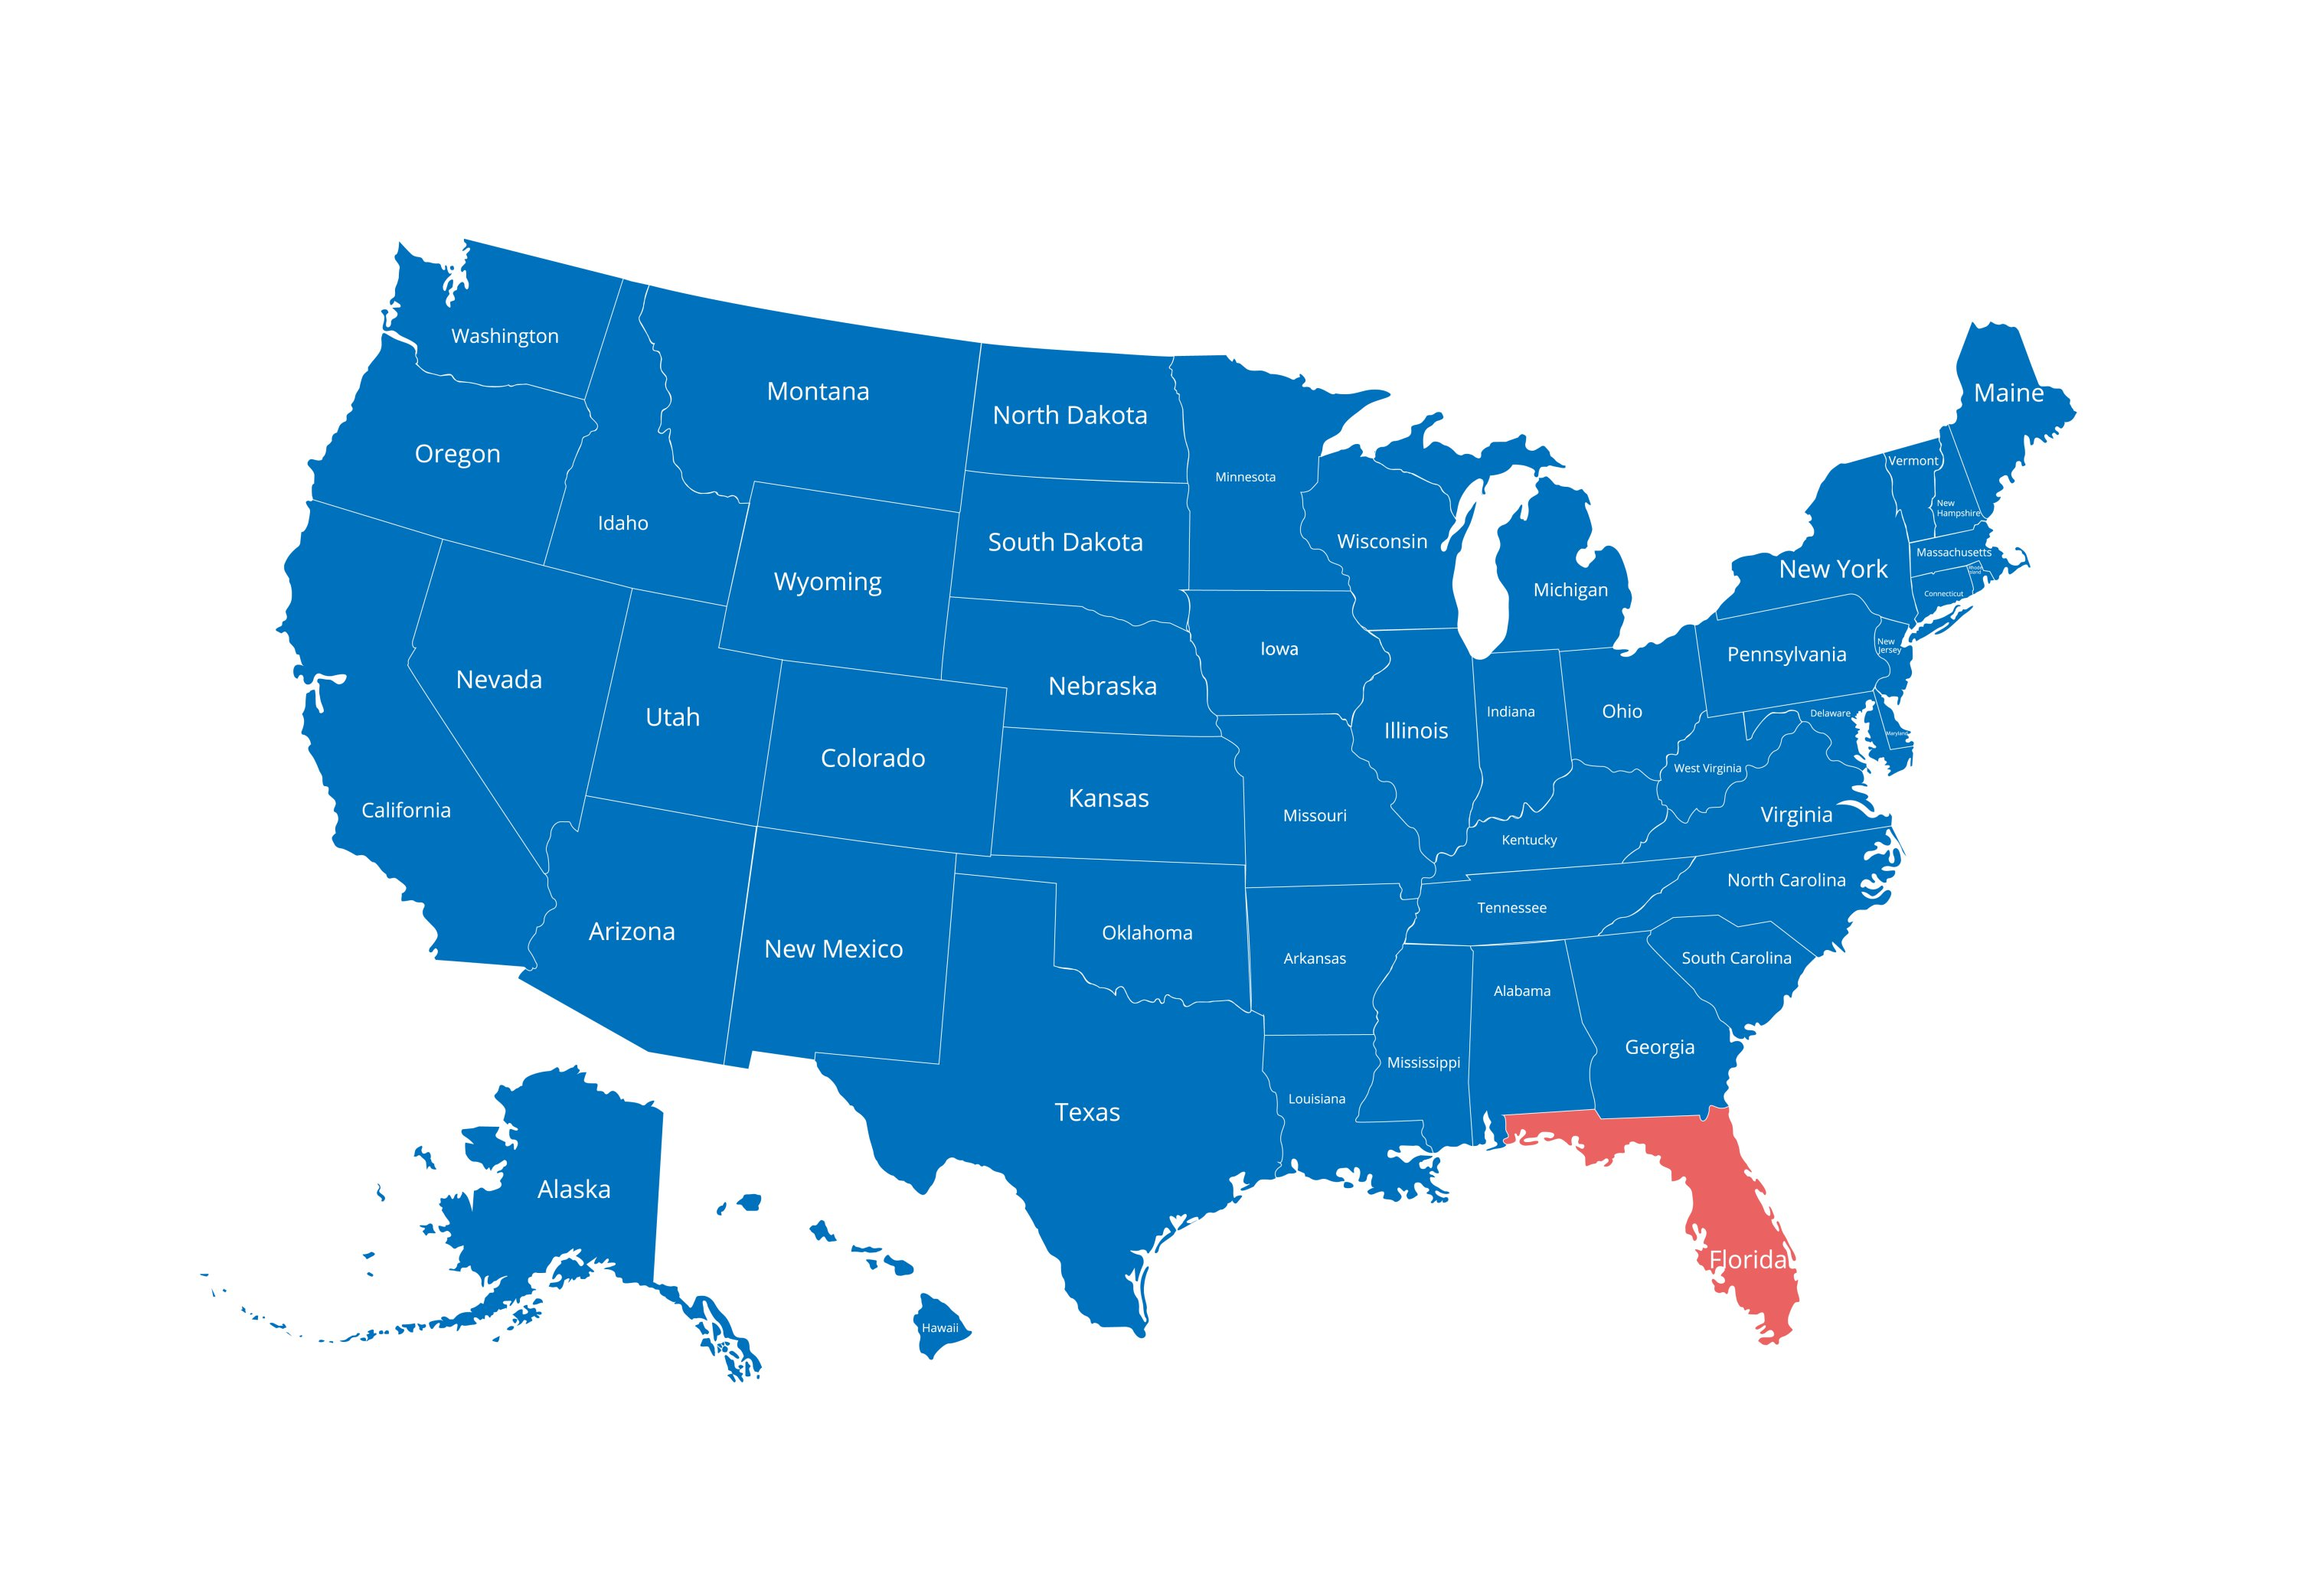 Washington
Montana
Maine
North Dakota
Oregon
Vermont
Minnesota
New
Hampshire
Idaho
South Dakota
Wisconsin
Massachusetts
New York
Rhode
Island
Wyoming
Michigan
Connecticut
Iowa
New
Jersey
Pennsylvania
Nevada
Nebraska
Utah
Indiana
Ohio
Delaware
Illinois
Maryland
Colorado
West Virginia
Kansas
California
Missouri
Virginia
Kentucky
North Carolina
Tennessee
Arizona
Oklahoma
New Mexico
Arkansas
South Carolina
Alabama
Georgia
Mississippi
Louisiana
Texas
Alaska
Florida
Hawaii